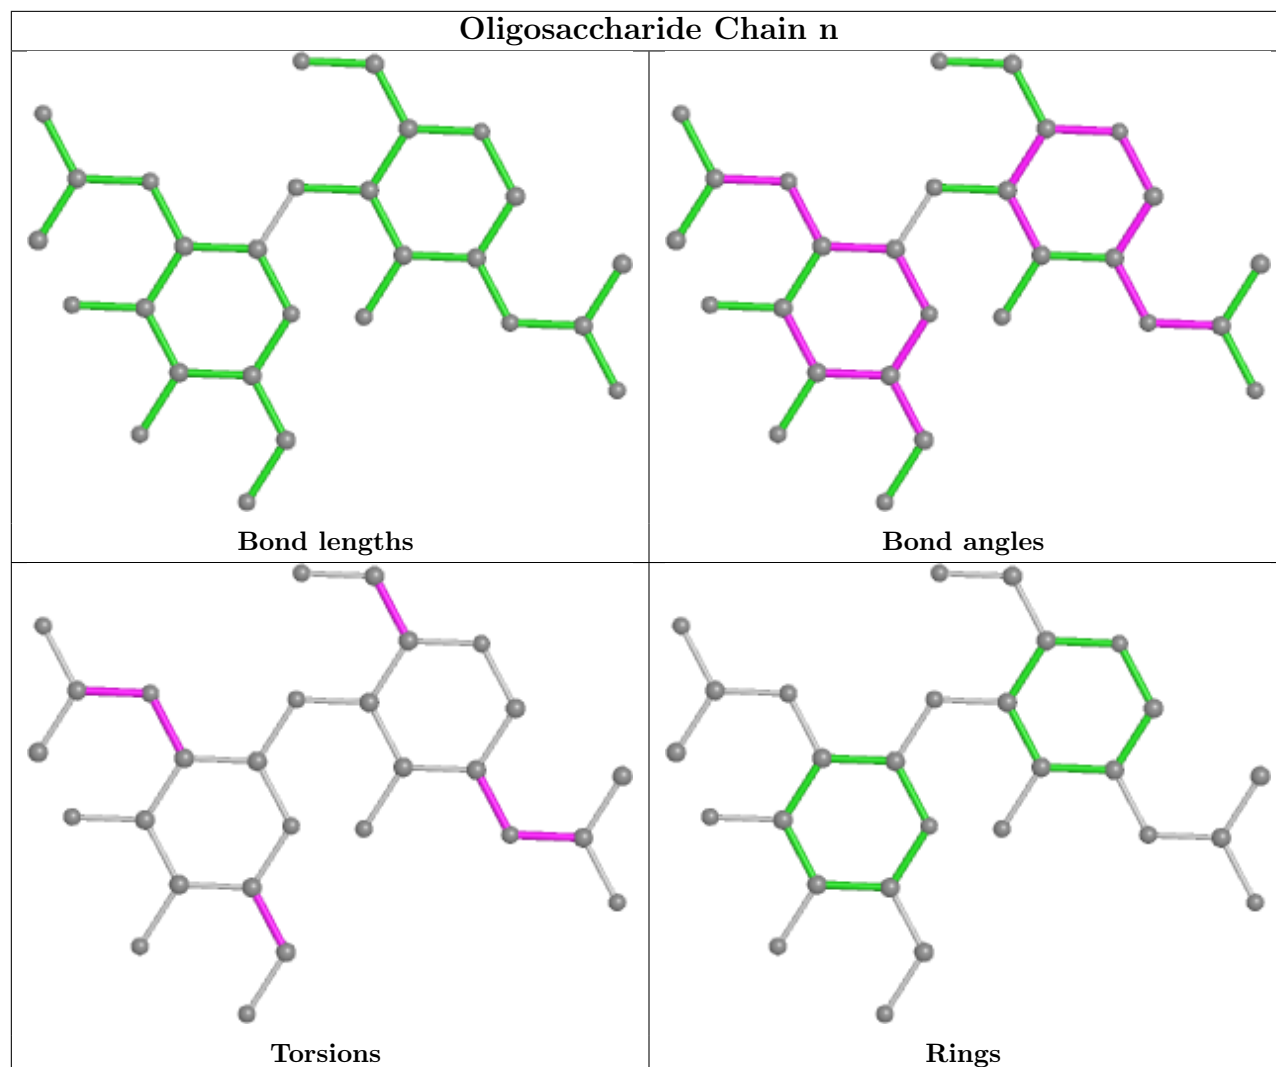 Oligosaccharide Chain n
Bond lengths
Bond angles
Torsions
Rings